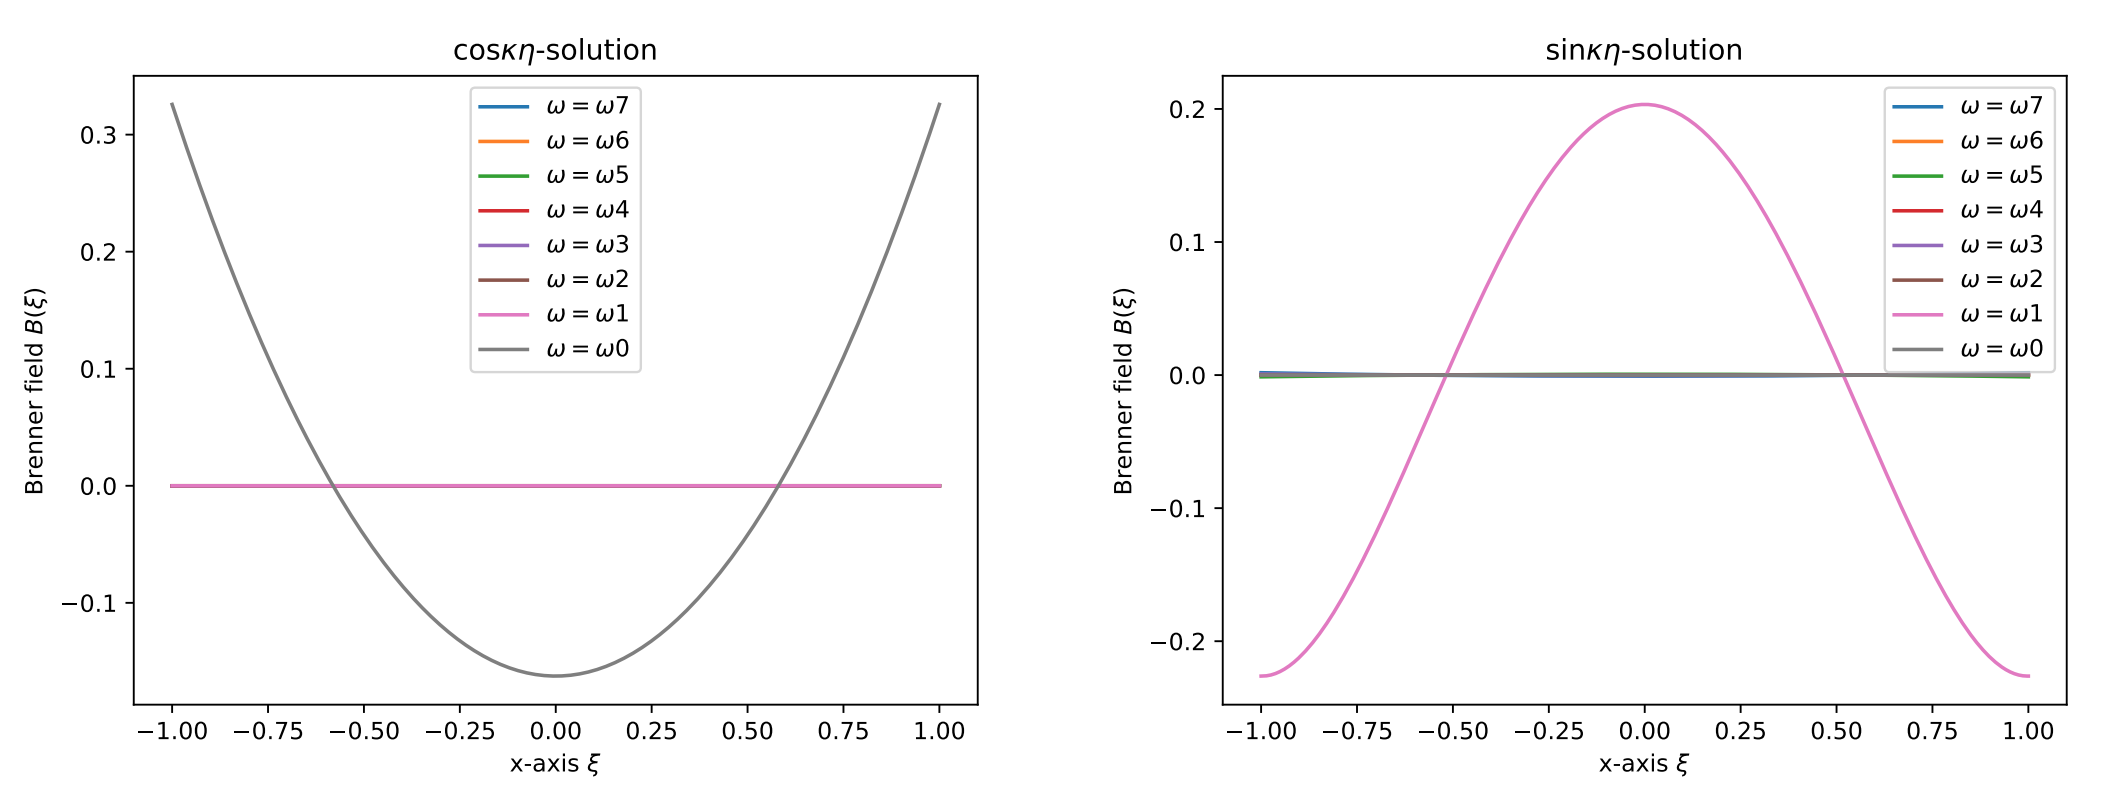 cosκη-solution
Brenner field B(ξ)
0.3
0.2
0.1
0.0
−0.1
ω = ω7
ω = ω6
ω = ω5
ω = ω4
ω = ω3
ω = ω2
ω = ω1
ω = ω0
−1.00 −0.75 −0.50 −0.25 0.00 0.25 0.50 0.75 1.00
x-axis ξ
sinκη-solution
Brenner field B(ξ)
0.2
0.1
0.0
−0.1
−0.2
ω = ω7
ω = ω6
ω = ω5
ω = ω4
ω = ω3
ω = ω2
ω = ω1
ω = ω0
−1.00 −0.75 −0.50 −0.25 0.00 0.25 0.50 0.75 1.00
x-axis ξ